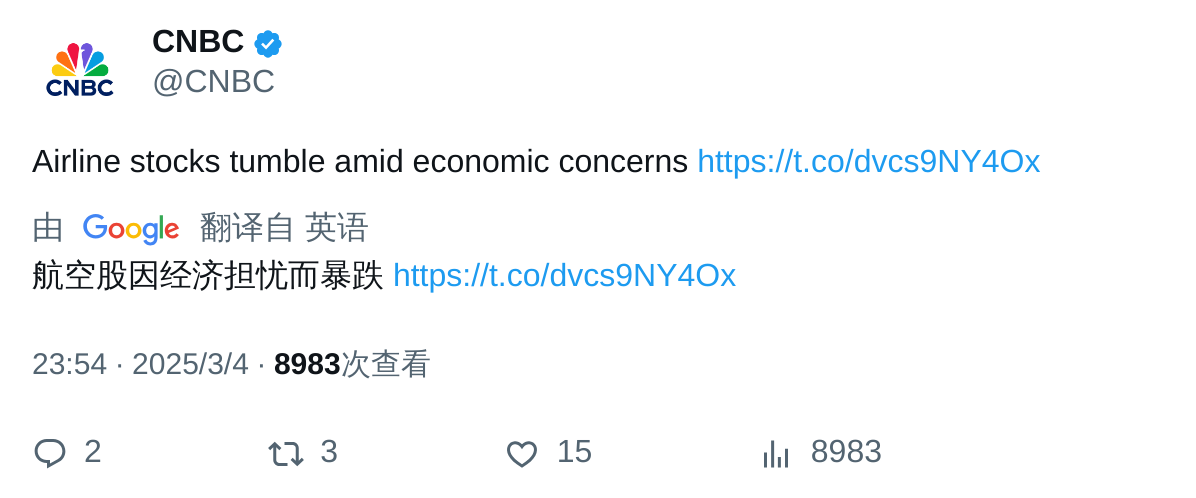 CNBC
CNBC
@CNBC
Airline stocks tumble amid economic concerns https://t.co/dvcs9NY4Ox
由 Google 翻译自 英语
航空股因经济担忧而暴跌 https://t.co/dvcs9NY4Ox
23:54 · 2025/3/4 · 8983次查看
2 3 15 8983